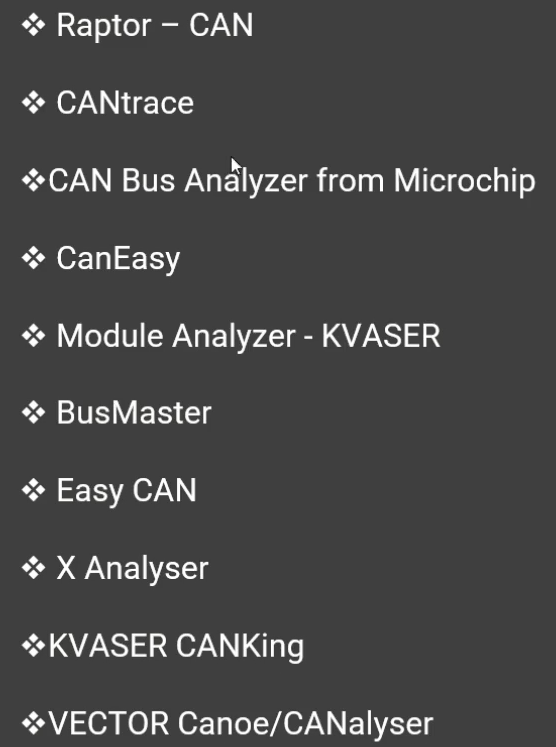 ❖ Raptor – CAN
❖ CANtrace
❖CAN Bus Analyzer from Microchip
❖ CanEasy
❖ Module Analyzer - KVASER
❖ BusMaster
❖ Easy CAN
❖ X Analyser
❖KVASER CANKing
❖VECTOR Canoe/CANalyser